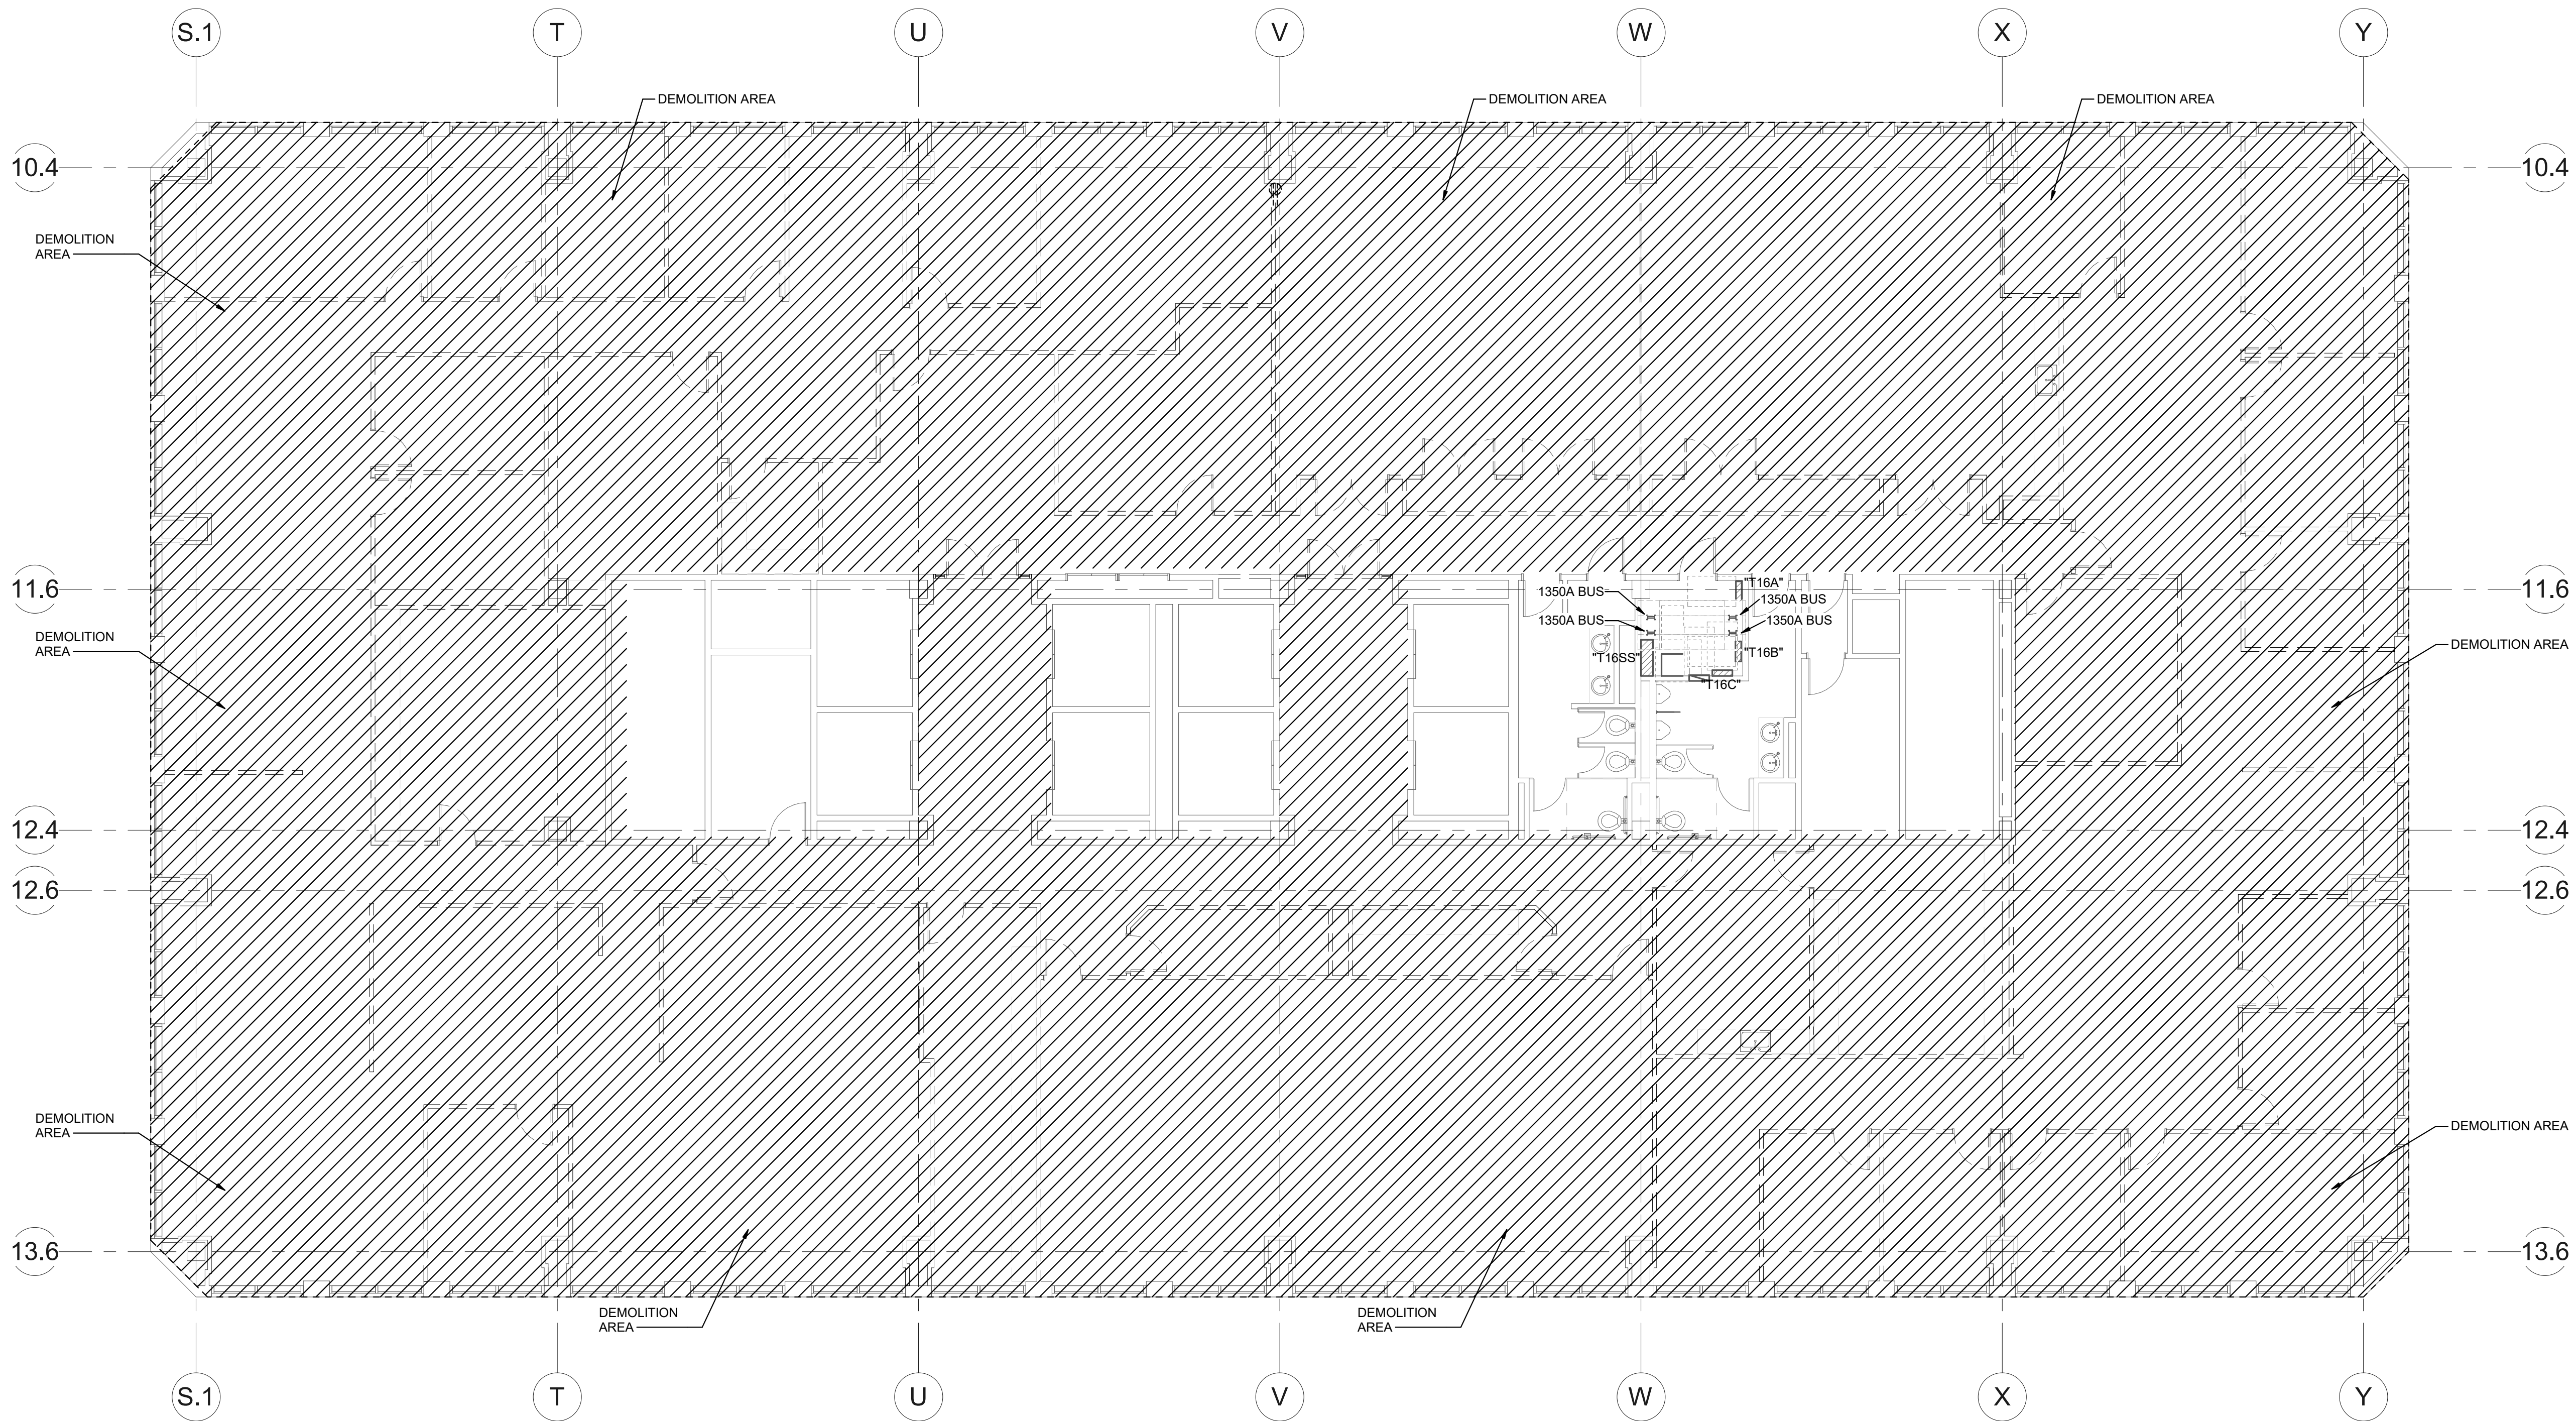 S.1
T
U
V
W
X
Y
DEMOLITION AREA
DEMOLITION AREA
DEMOLITION AREA
10.4
10.4
DEMOLITION
AREA
11.6
"T16A"
1350A BUS
1350A BUS
11.6
1350A BUS
1350A BUS
DEMOLITION
AREA
"T16SS"
"T16B"
DEMOLITION AREA
"T16C"
12.4
12.4
12.6
12.6
DEMOLITION
AREA
DEMOLITION AREA
13.6
13.6
DEMOLITION
AREA
DEMOLITION
AREA
S.1
T
U
V
W
X
Y